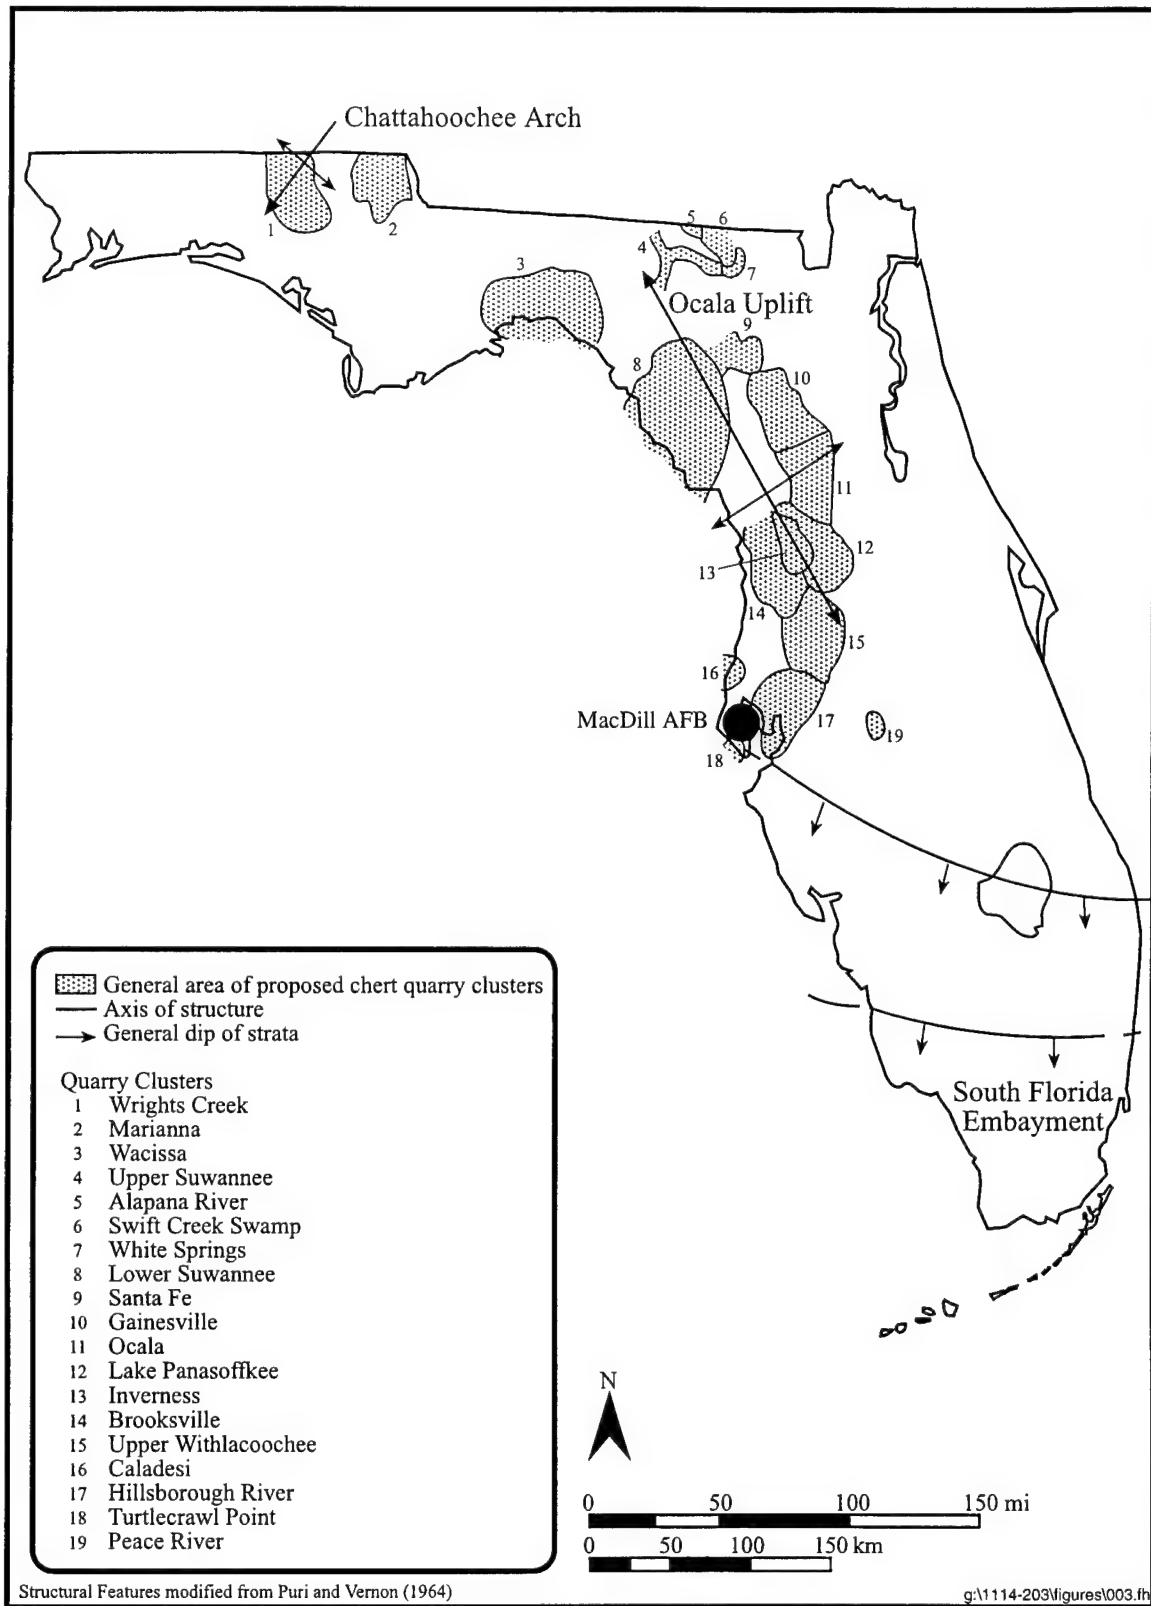 Chattahoochee Arch
1
2
3
4
5
6
7
Ocala Uplift
8
9
10
11
12
13
14
15
16
MacDill AFB
17
18
19
South Florida
Embayment
General area of proposed chert quarry clusters
Axis of structure
General dip of strata
Quarry Clusters
1 Wrights Creek
2 Marianna
3 Wacissa
4 Upper Suwannee
5 Alapana River
6 Swift Creek Swamp
7 White Springs
8 Lower Suwannee
9 Santa Fe
10 Gainesville
11 Ocala
12 Lake Panasoffkee
13 Inverness
14 Brooksville
15 Upper Withlacoochee
16 Caladesi
17 Hillsborough River
18 Turtlecrawl Point
19 Peace River
N
0 50 100 150 mi
0 50 100 150 km
Structural Features modified from Puri and Vernon (1964)
g:\1114-203\figures\003.fh